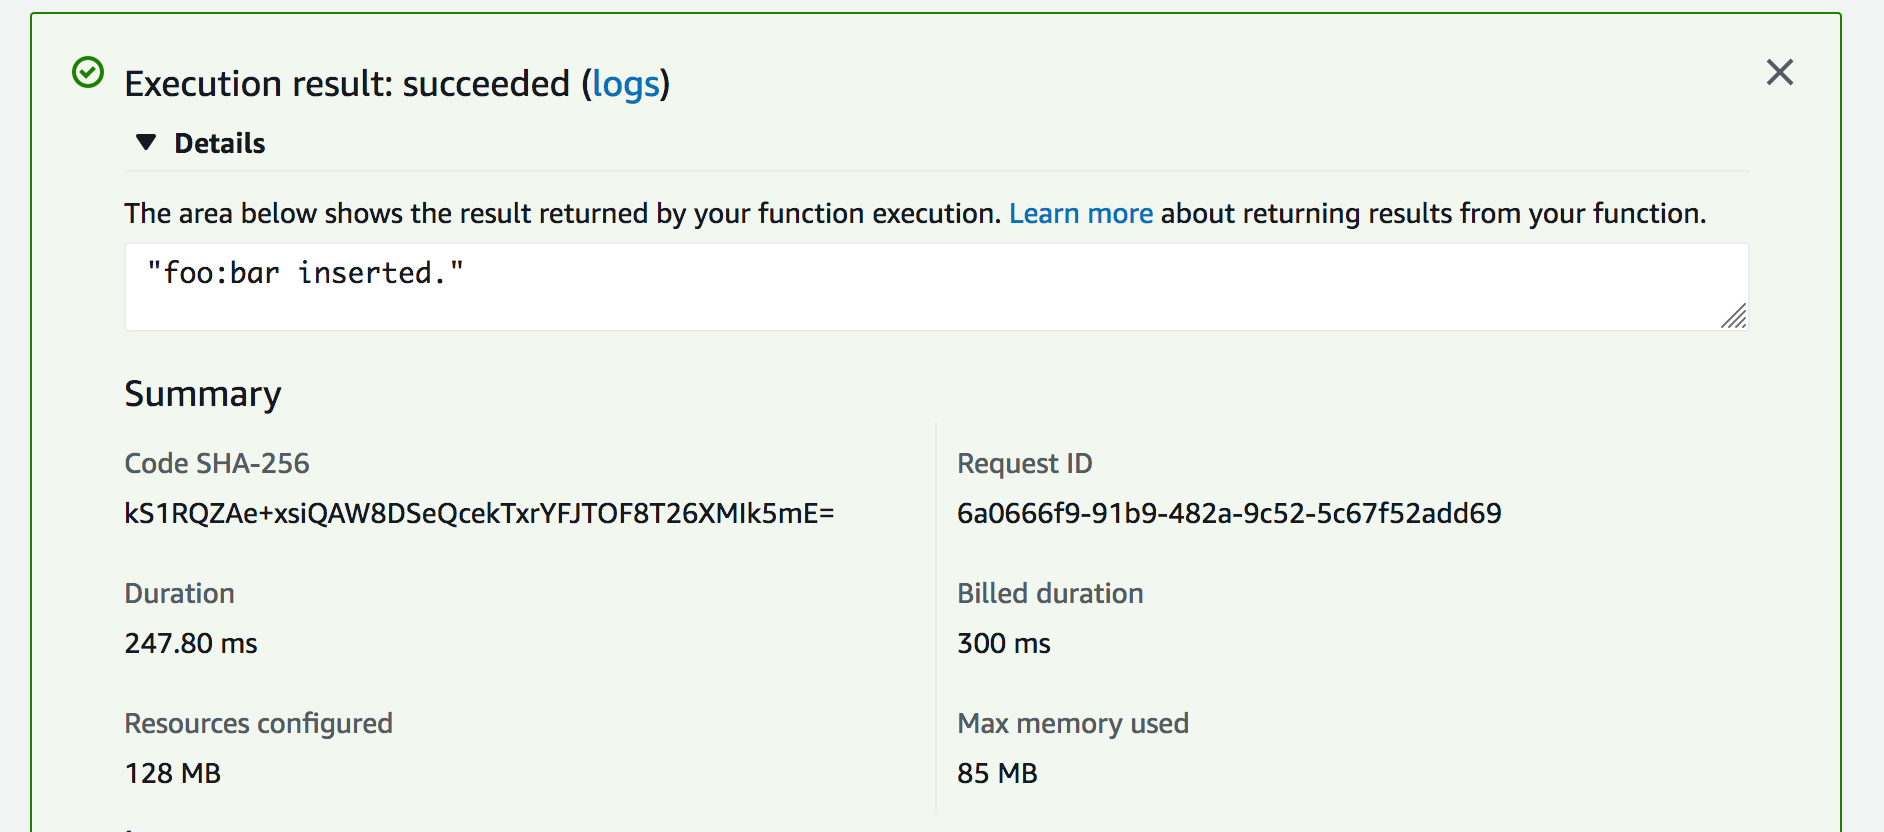 Execution result: succeeded (logs)
Details
The area below shows the result returned by your function execution. Learn more about returning results from your function.
"foo:bar inserted."
Summary
Code SHA-256
kS1RQZAe+xsiQAW8DSeQcekTxrYFJTOF8T26XMIk5mE=
Request ID
6a0666f9-91b9-482a-9c52-5c67f52add69
Duration
247.80 ms
Billed duration
300 ms
Resources configured
128 MB
Max memory used
85 MB